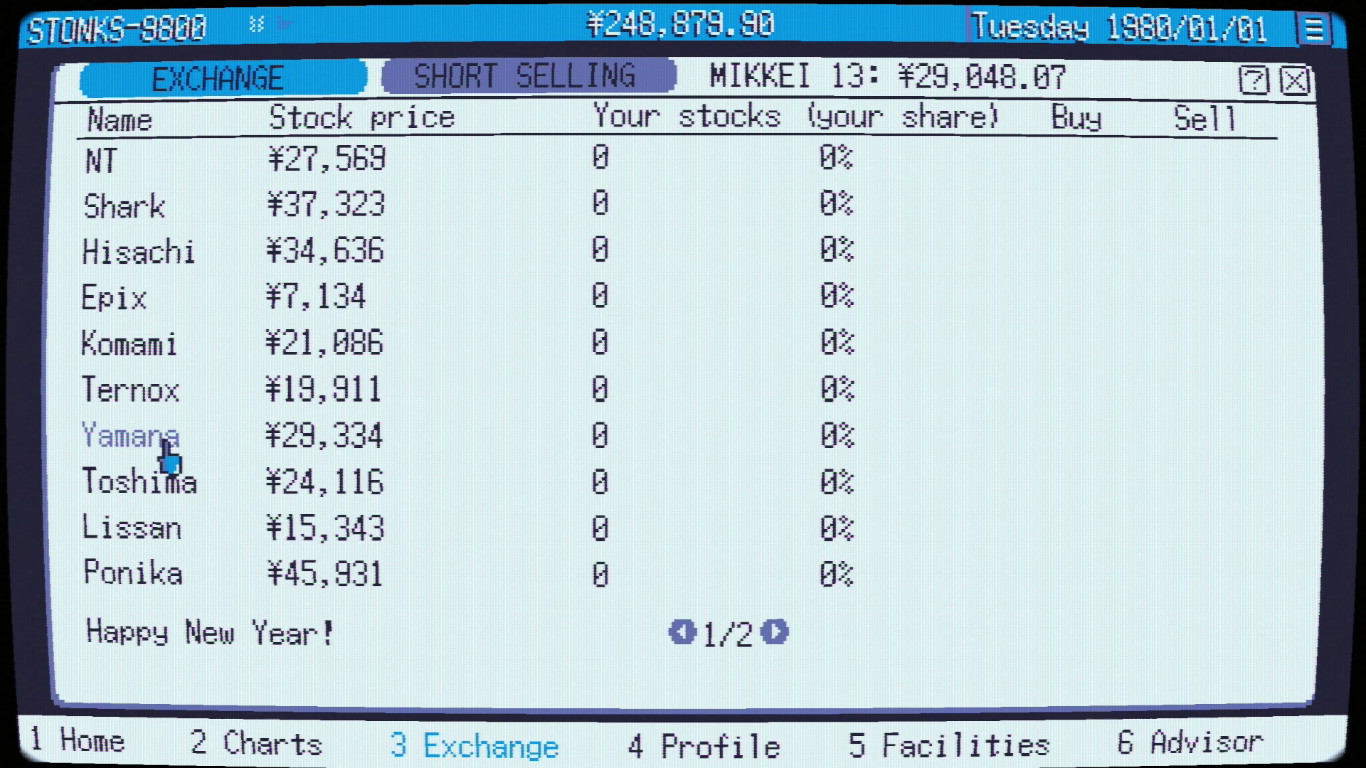 STONKS-9800 ¥248,879.90 Tuesday 1980/01/01
EXCHANGE SHORT SELLING MIKKEI 13: ¥29,048.07 ?
Name Stock price Your stocks (your share) Buy Sell
NT ¥27,569 0 0%
Shark ¥37,323 0 0%
Hisachi ¥34,636 0 0%
Epix ¥7,134 0 0%
Komami ¥21,086 0 0%
Ternox ¥19,911 0 0%
Yamana ¥29,334 0 0%
Toshima ¥24,116 0 0%
Lissan ¥15,343 0 0%
Ponika ¥45,931 0 0%
Happy New Year! 1/2
1 Home 2 Charts 3 Exchange 4 Profile 5 Facilities 6 Advisor